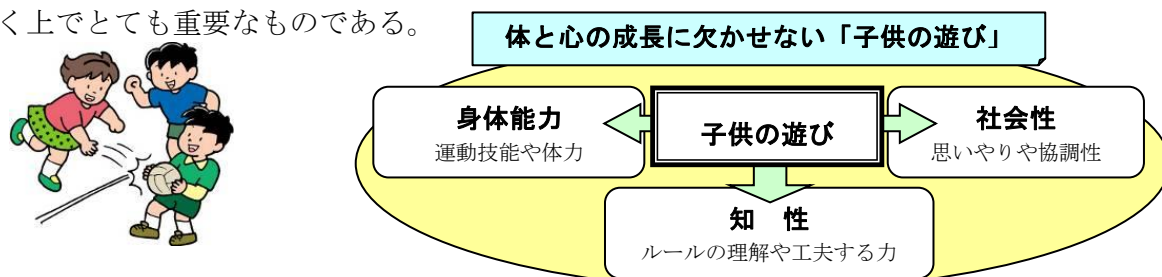 く上でとても重要なものである。
体と心の成長に欠かせない「子供の遊び」
身体能力
運動技能や体力
子供の遊び
社会性
思いやりや協調性
知 性
ルールの理解や工夫する力